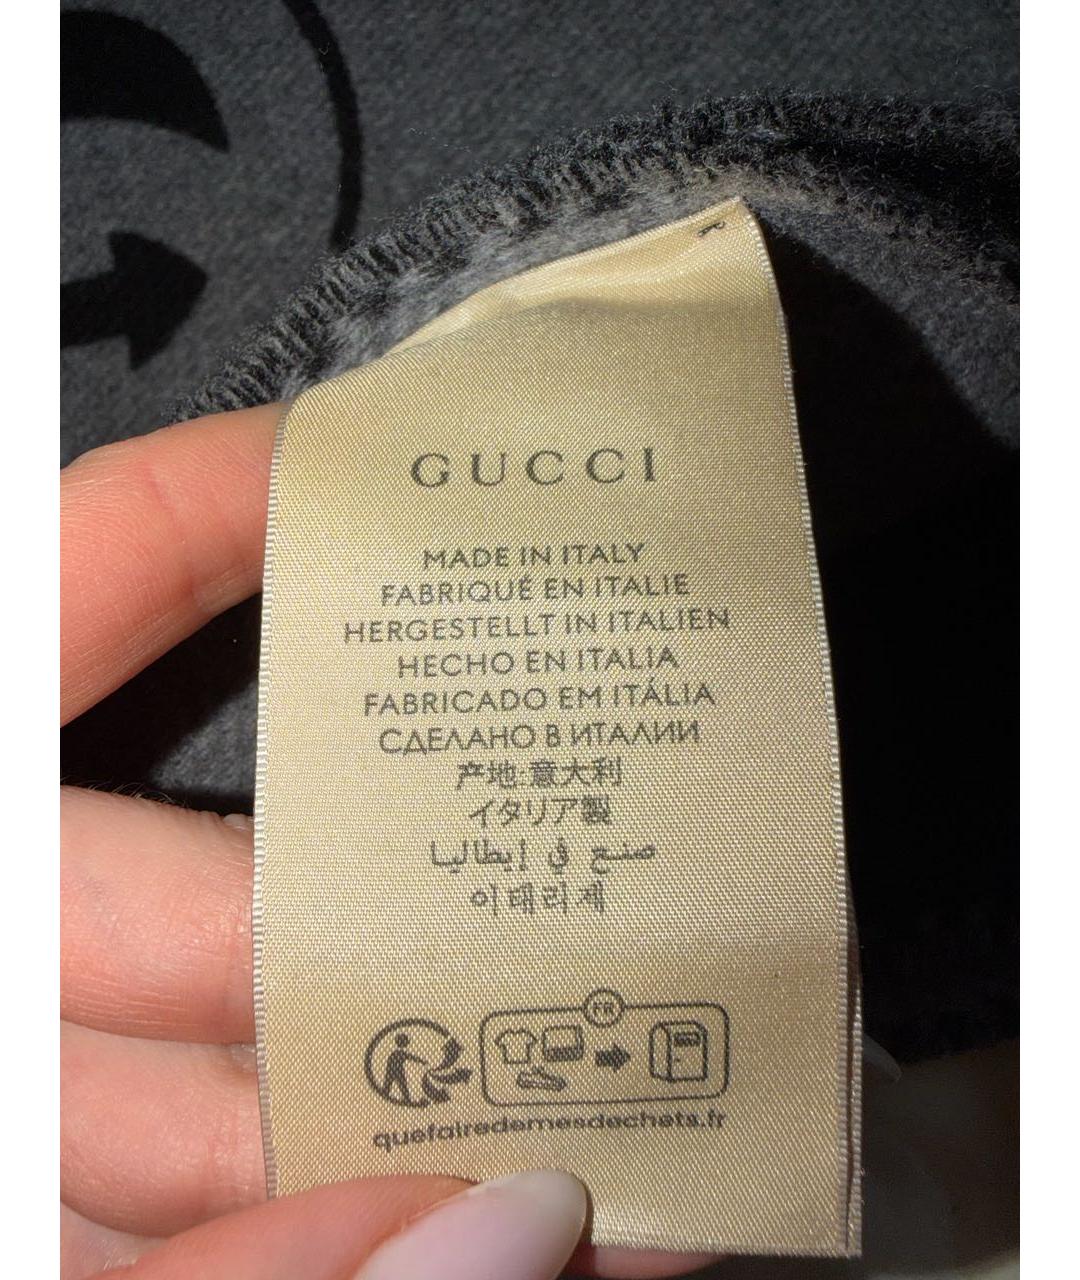 GUCCI
MADE IN ITALY
FABRIQUÉ EN ITALIE
HERGESTELLT IN ITALIEN
HECHO EN ITALIA
FABRICADO EM ITÁLIA
СДЕЛАНО В ИТАЛИИ
产地:意大利
イタリア製
صنع في إيطاليا
이태리제
FR
quefairedemesdechets.fr